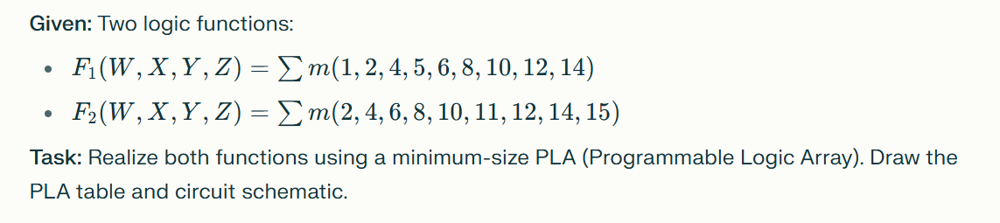 Given: Two logic functions:
• F₁(W, X, Y, Z) = ∑ m(1, 2, 4, 5, 6, 8, 10, 12, 14)
• F₂(W, X, Y, Z) = ∑ m(2, 4, 6, 8, 10, 11, 12, 14, 15)
Task: Realize both functions using a minimum-size PLA (Programmable Logic Array). Draw the
PLA table and circuit schematic.